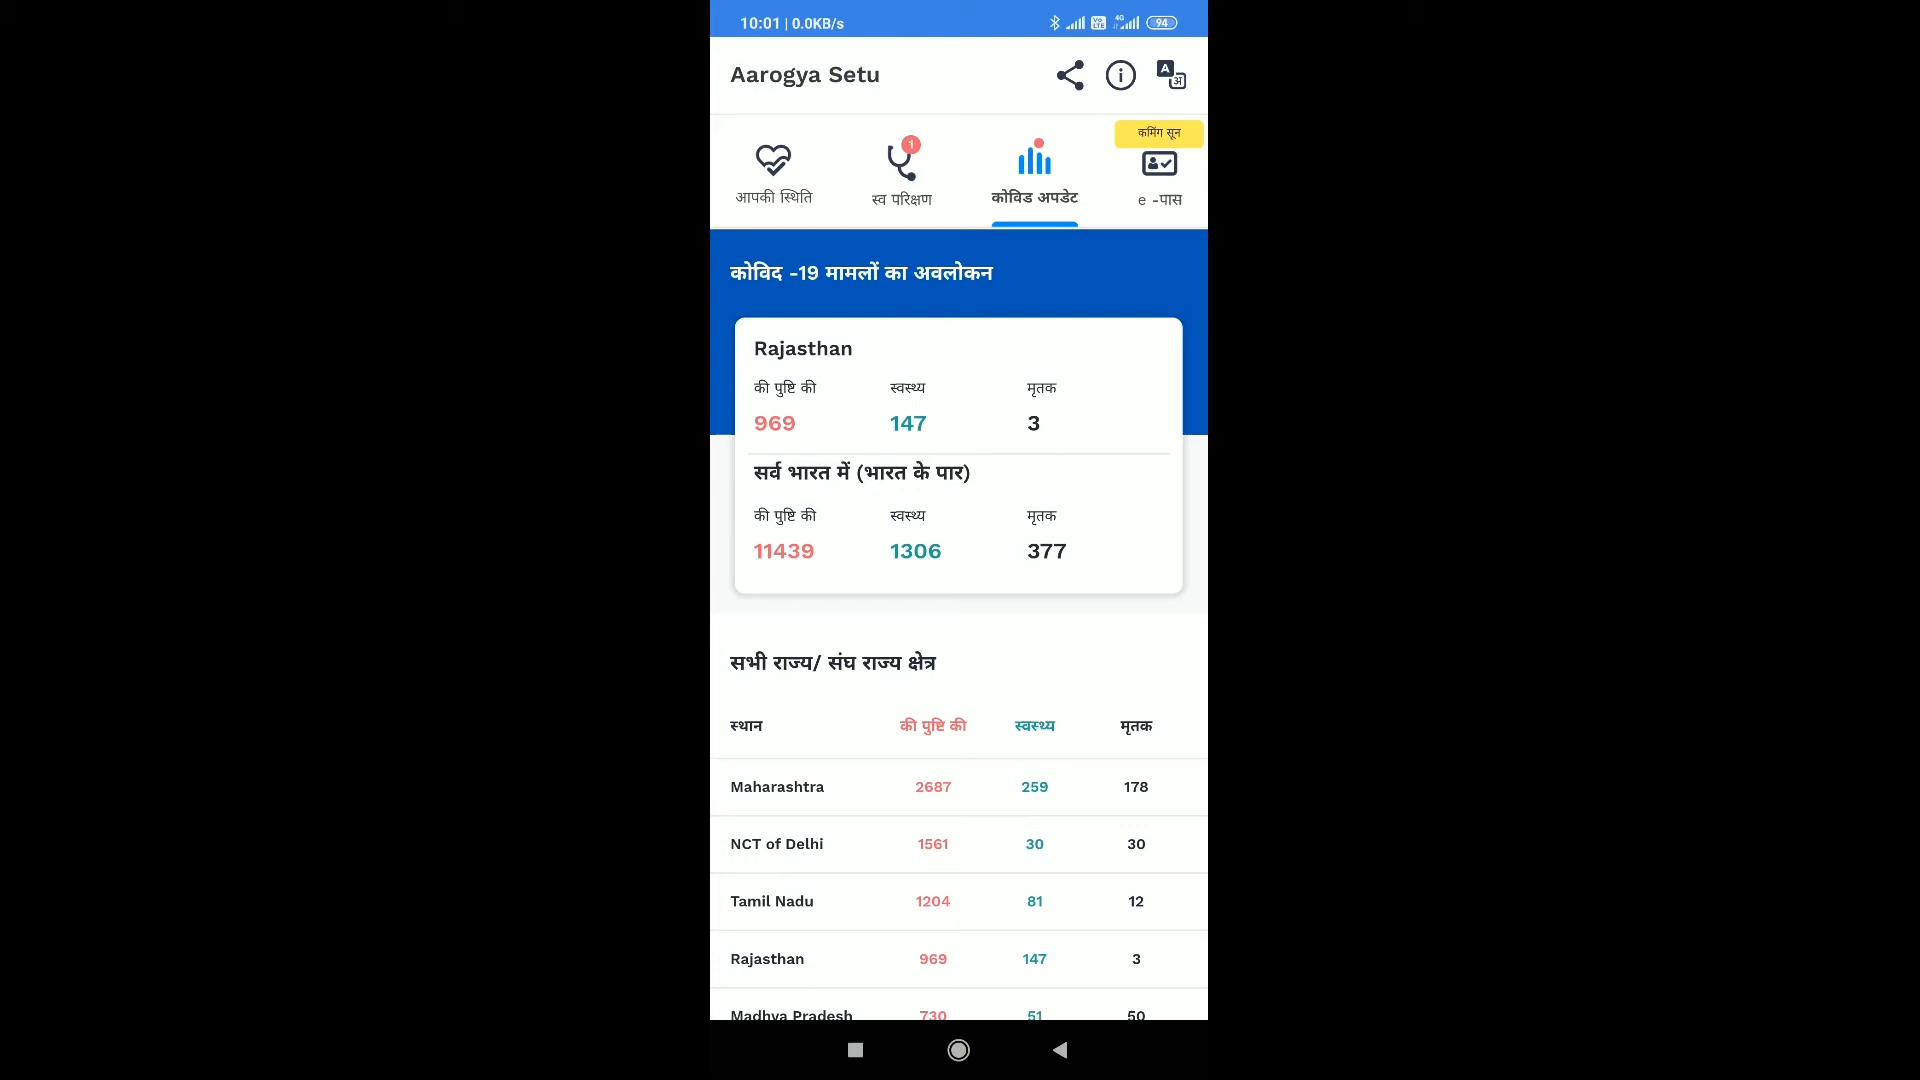 10:01 | 0.0KB/s Vo LTE 4G 94
Aarogya Setu A अ
कमिंग सून
1
आपकी स्थिति स्व परिक्षण कोविड अपडेट e -पास
कोविद -19 मामलों का अवलोकन
Rajasthan
की पुष्टि की स्वस्थ्य मृतक
969 147 3
सर्व भारत में (भारत के पार)
की पुष्टि की स्वस्थ्य मृतक
11439 1306 377
सभी राज्य/ संघ राज्य क्षेत्र
स्थान की पुष्टि की स्वस्थ्य मृतक
Maharashtra 2687 259 178
NCT of Delhi 1561 30 30
Tamil Nadu 1204 81 12
Rajasthan 969 147 3
Madhya Pradesh 730 51 50